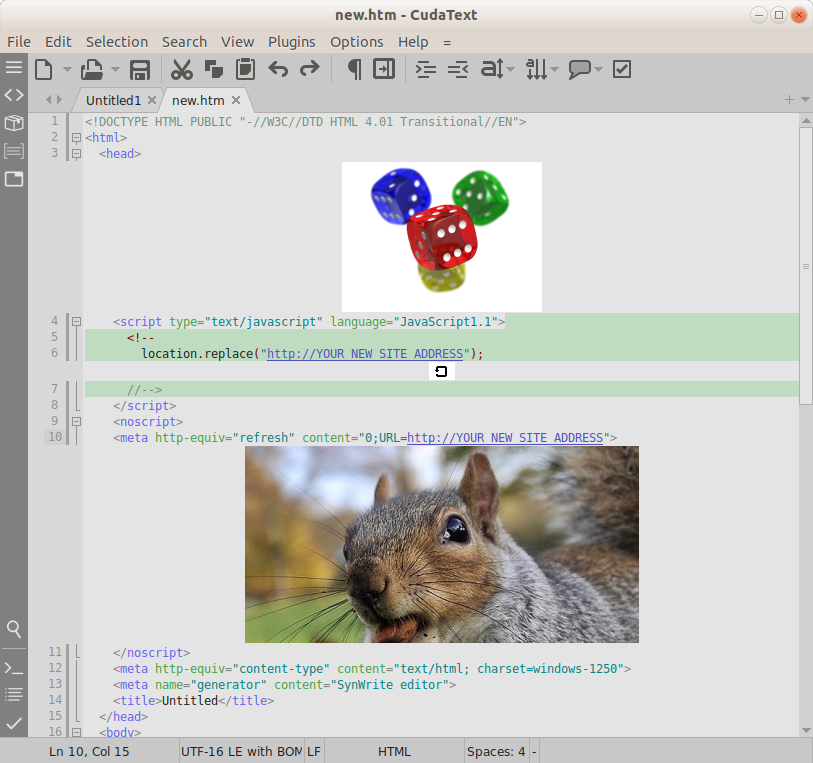 new.htm - CudaText
File Edit Selection Search View Plugins Options Help =
Untitled1 new.htm
1 <!DOCTYPE HTML PUBLIC "-//W3C//DTD HTML 4.01 Transitional//EN">
2 <html>
3 <head>
4 <script type="text/javascript" language="JavaScript1.1">
5 <!--
6 location.replace("http://YOUR_NEW_SITE_ADDRESS");
7 //-->
8 </script>
9 <noscript>
10 <meta http-equiv="refresh" content="0;URL=http://YOUR_NEW_SITE_ADDRESS">
11 </noscript>
12 <meta http-equiv="content-type" content="text/html; charset=windows-1250">
13 <meta name="generator" content="SynWrite editor">
14 <title>Untitled</title>
15 </head>
16 <body>
Ln 10, Col 15 UTF-16 LE with BOM LF HTML Spaces: 4 -